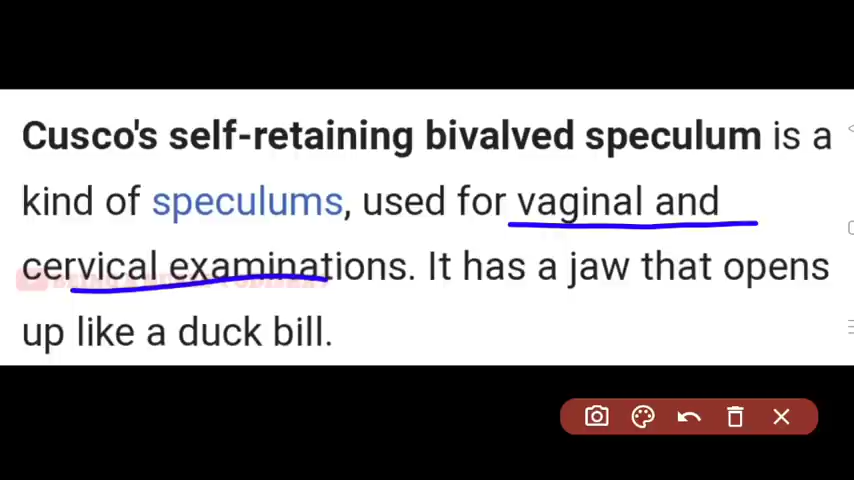 Cusco's self-retaining bivalved speculum is a
kind of speculums, used for vaginal and
cervical examinations. It has a jaw that opens
up like a duck bill.